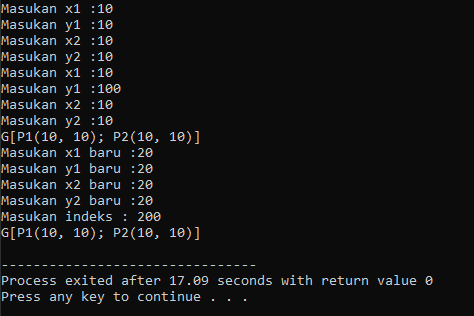 Masukan x1 :10
Masukan y1 :10
Masukan x2 :10
Masukan y2 :10
Masukan x1 :10
Masukan y1 :100
Masukan x2 :10
Masukan y2 :10
G[P1(10, 10); P2(10, 10)]
Masukan x1 baru :20
Masukan y1 baru :20
Masukan x2 baru :20
Masukan y2 baru :20
Masukan indeks : 200
G[P1(10, 10); P2(10, 10)]
--------------------------------
Process exited after 17.09 seconds with return value 0
Press any key to continue . . .